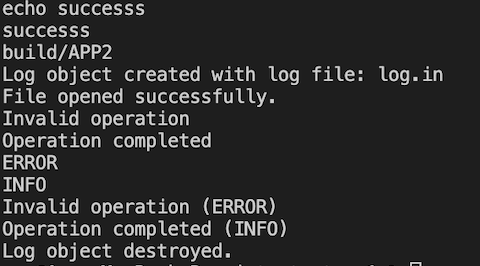 echo successs
successs
build/APP2
Log object created with log file: log.in
File opened successfully.
Invalid operation
Operation completed
ERROR
INFO
Invalid operation (ERROR)
Operation completed (INFO)
Log object destroyed.